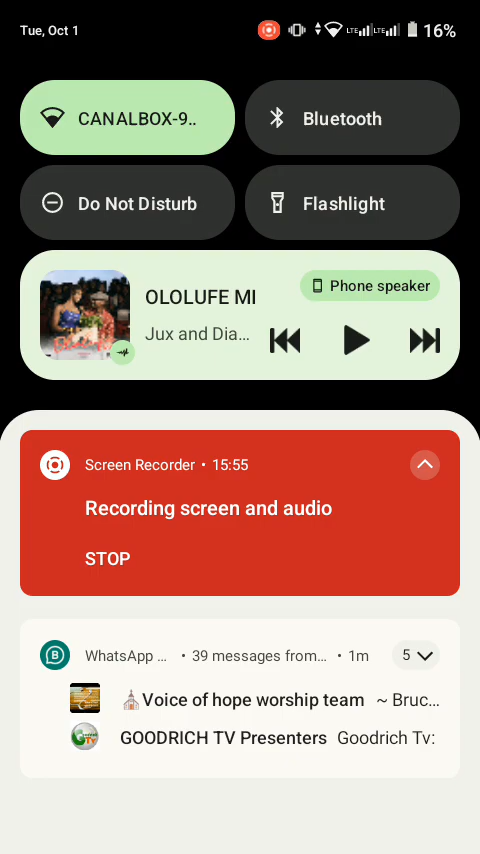 Tue, Oct 1
LTE LTE 16%
CANALBOX-9..
Bluetooth
Do Not Disturb
Flashlight
Phone speaker
OLOLUFE MI
Jux and Dia...
Screen Recorder • 15:55
Recording screen and audio
STOP
WhatsApp ... • 39 messages from... • 1m 5
Voice of hope worship team ~ Bruc...
GOODRICH TV Presenters Goodrich Tv: